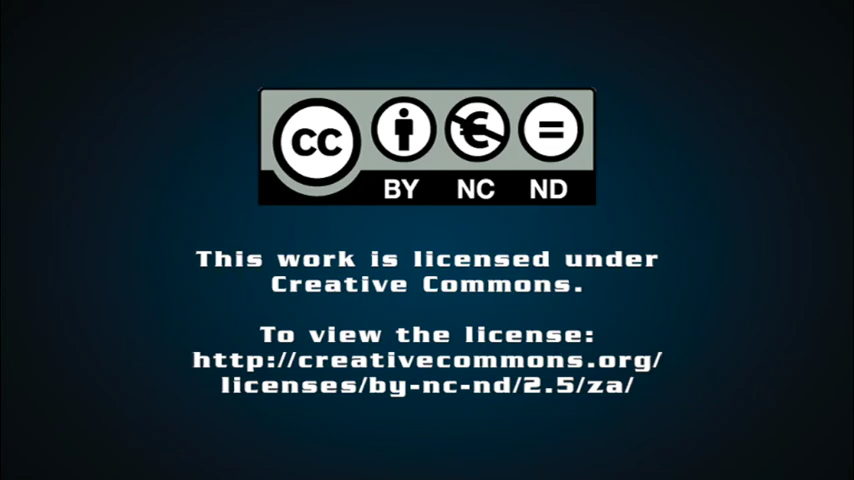 CC
BY NC ND
This work is licensed under
Creative Commons.
To view the license:
http://creativecommons.org/
licenses/by-nc-nd/2.5/za/